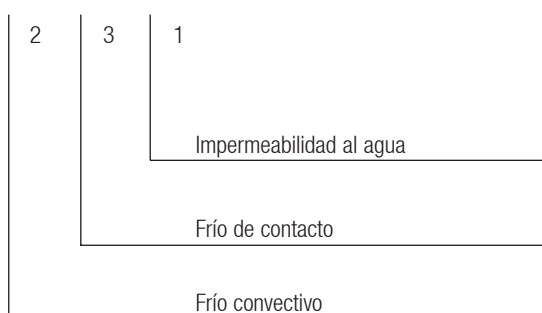 2 3 1
Impermeabilidad al agua
Frío de contacto
Frío convectivo